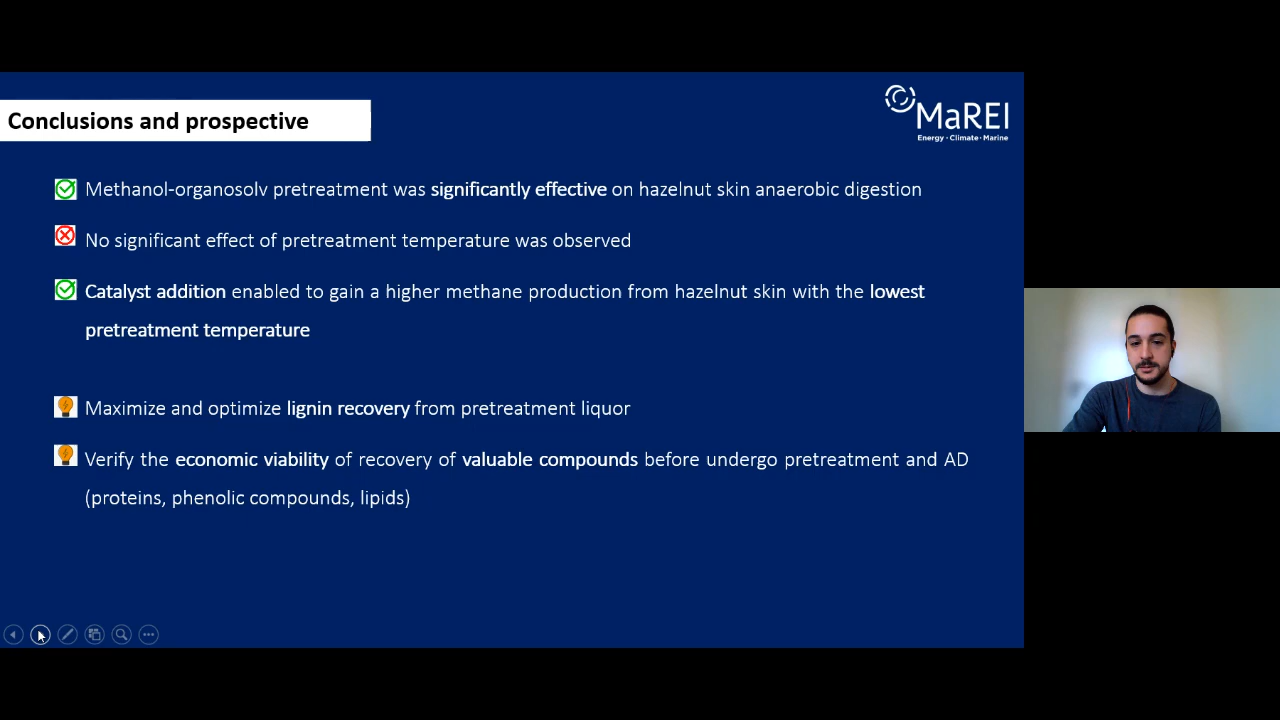 Conclusions and prospective
MaREI
Energy · Climate · Marine
Methanol-organosolv pretreatment was significantly effective on hazelnut skin anaerobic digestion
No significant effect of pretreatment temperature was observed
Catalyst addition enabled to gain a higher methane production from hazelnut skin with the lowest
pretreatment temperature
Maximize and optimize lignin recovery from pretreatment liquor
Verify the economic viability of recovery of valuable compounds before undergo pretreatment and AD
(proteins, phenolic compounds, lipids)